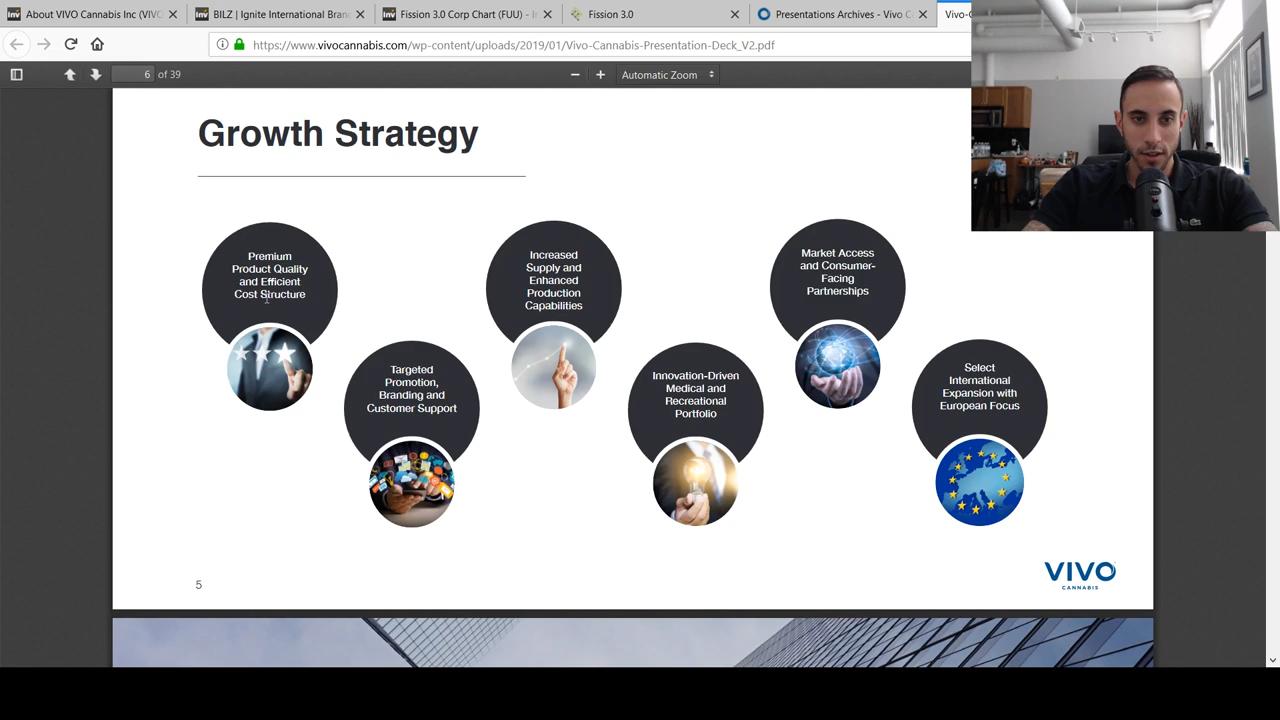 About VIVO Cannabis Inc (VIVC
BILZ | Ignite International Bran
Fission 3.0 Corp Chart (FUU) - I
Fission 3.0
Presentations Archives - Vivo C
Vivo-C
https://www.vivocannabis.com/wp-content/uploads/2019/01/Vivo-Cannabis-Presentation-Deck_V2.pdf
6 of 39
Automatic Zoom
Growth Strategy
Premium
Product Quality
and Efficient
Cost Structure
Targeted
Promotion,
Branding and
Customer Support
Increased
Supply and
Enhanced
Production
Capabilities
Innovation-Driven
Medical and
Recreational
Portfolio
Market Access
and Consumer-
Facing
Partnerships
Select
International
Expansion with
European Focus
5
VIVO
CANNABIS